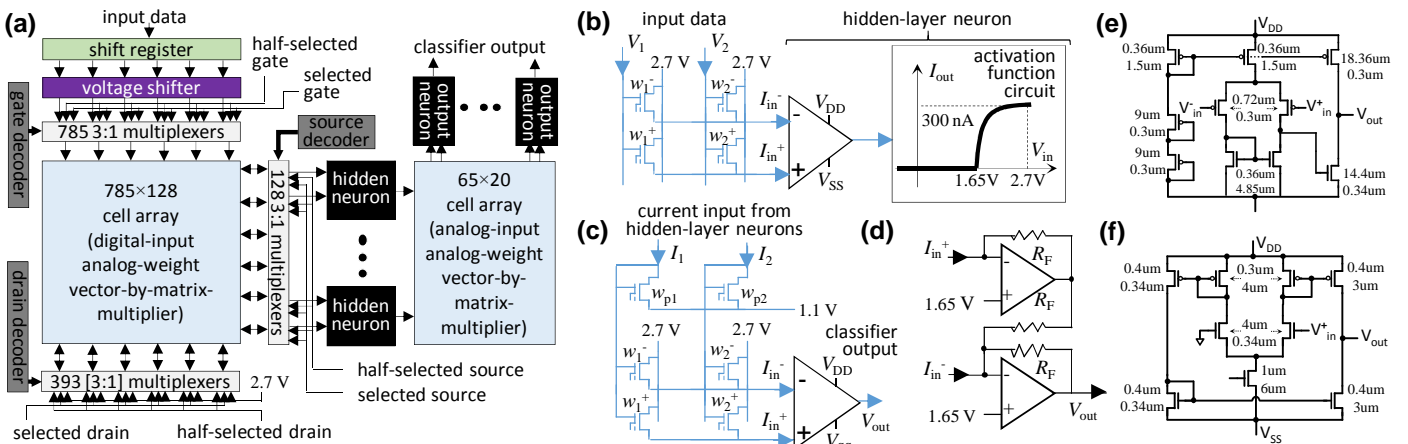 (a)
input data
shift register
voltage shifter
half-selected
gate
selected
gate
gate decoder
785 3:1 multiplexers
source
decoder
785×128
cell array
(digital-input
analog-weight
vector-by-matrix-
multiplier)
128 3:1 multiplexers
hidden
neuron
hidden
neuron
classifier output
output
neuron
output
neuron
65×20
cell array
(analog-input
analog-weight
vector-by-
matrix-
multiplier)
drain decoder
393 [3:1] multiplexers
2.7 V
half-selected source
selected source
selected drain
half-selected drain
(b)
input data
hidden-layer neuron
V1
V2
2.7 V
2.7 V
w1-
w2-
w1+
w2+
Iin-
Iin+
-
+
VDD
VSS
activation
function
circuit
Iout
300 nA
Vin
1.65V
2.7V
(c)
current input from
hidden-layer neurons
I1
I2
wp1
wp2
1.1 V
2.7 V
2.7 V
w1-
w2-
w1+
w2+
Iin-
Iin+
-
+
VDD
VSS
classifier
output
Vout
(d)
Iin+
RF
-
+
RF
1.65 V
RF
Iin-
RF
-
+
1.65 V
Vout
(e)
VDD
0.36um
1.5um
0.36um
1.5um
18.36um
0.3um
V-in
0.72um
0.3um
V+in
9um
0.3um
9um
0.3um
Vout
0.36um
4.85um
14.4um
0.34um
(f)
VDD
0.4um
0.34um
0.3um
4um
0.4um
3um
4um
0.34um
V+in
Vout
1um
6um
0.4um
0.34um
0.4um
3um
VSS